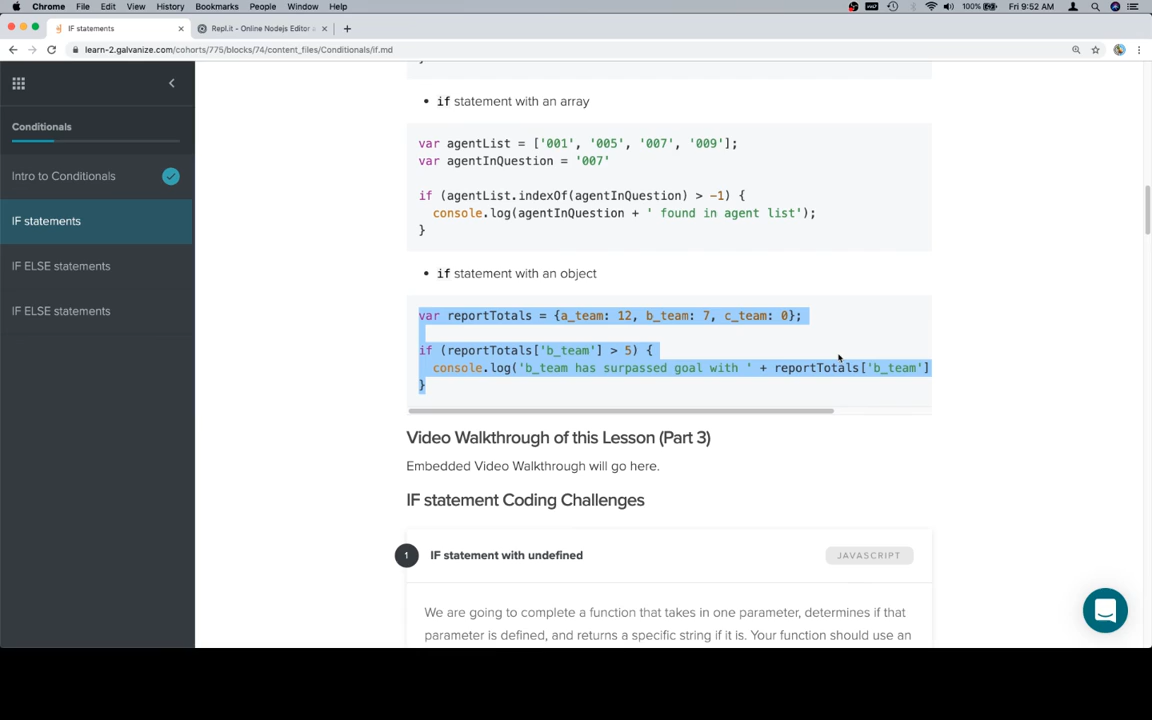 Chrome File Edit View History Bookmarks People Window Help 100% Fri 9:52 AM
IF statements Repl.it - Online Nodejs Editor a
learn-2.galvanize.com/cohorts/775/blocks/74/content_files/Conditionals/if.md
Conditionals
Intro to Conditionals
IF statements
IF ELSE statements
IF ELSE statements
• if statement with an array
var agentList = ['001', '005', '007', '009'];
var agentInQuestion = '007'
if (agentList.indexOf(agentInQuestion) > -1) {
console.log(agentInQuestion + ' found in agent list');
}
• if statement with an object
var reportTotals = {a_team: 12, b_team: 7, c_team: 0};
if (reportTotals['b_team'] > 5) {
console.log('b_team has surpassed goal with ' + reportTotals['b_team']
}
Video Walkthrough of this Lesson (Part 3)
Embedded Video Walkthrough will go here.
IF statement Coding Challenges
1 IF statement with undefined JAVASCRIPT
We are going to complete a function that takes in one parameter, determines if that
parameter is defined, and returns a specific string if it is. Your function should use an